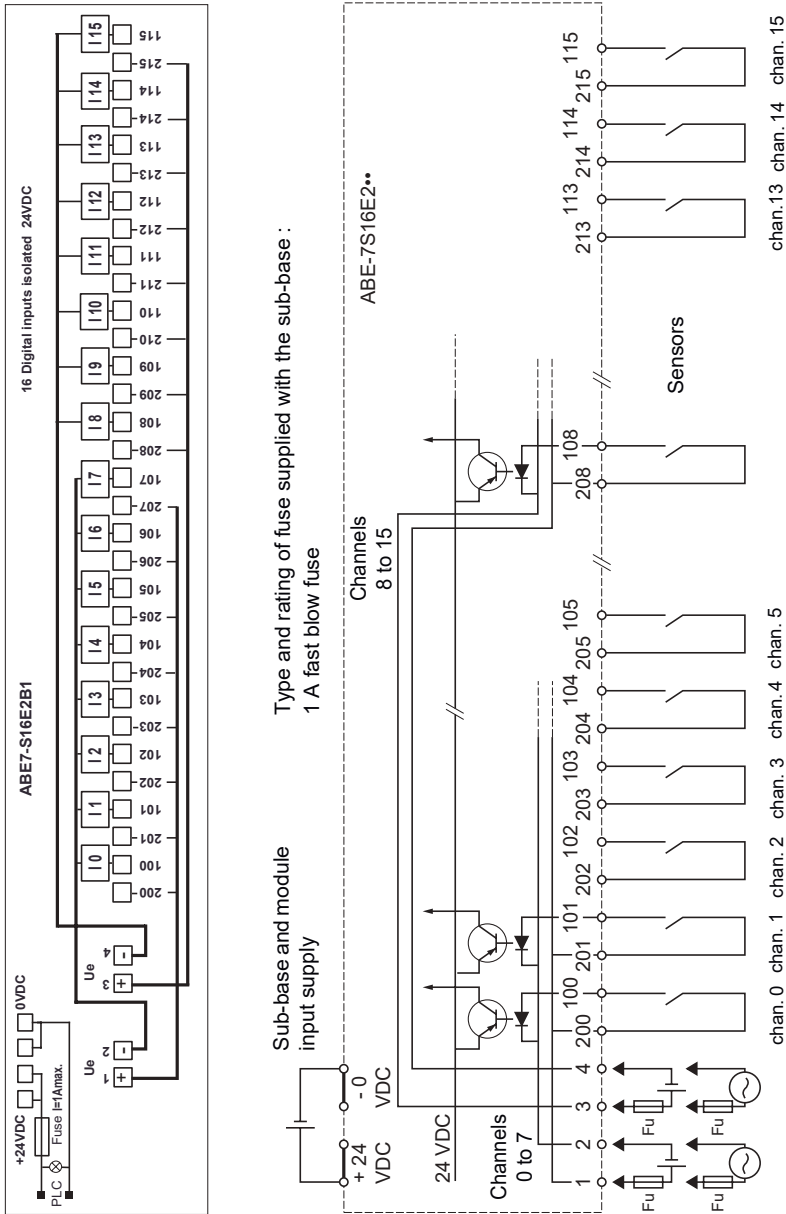 ABE7-S16E2B1
16 Digital inputs isolated 24VDC
+24VDC
0VDC
PLC
Fuse I=1Amax.
Ue
Ue
1 + 2 - 3 + 4 -
I0 I1 I2 I3 I4 I5 I6 I7 I8 I9 I10 I11 I12 I13 I14 I15
200 100 201 101 202 102 203 103 204 104 205 105 206 106 207 107 208 108 209 109 210 110 211 111 212 112 213 113 214 114 215 115
Sub-base and module
input supply
Type and rating of fuse supplied with the sub-base :
1 A fast blow fuse
+ 24
VDC
- 0
VDC
ABE-7S16E2••
24 VDC
Channels
0 to 7
Channels
8 to 15
1 2 3 4 200 100 201 101 202 102 203 103 204 104 205 105 208 108 213 113 214 114 215 115
Fu
Fu
Fu
Fu
Sensors
chan. 0 chan. 1 chan. 2 chan. 3 chan. 4 chan. 5 chan.13 chan. 14 chan. 15